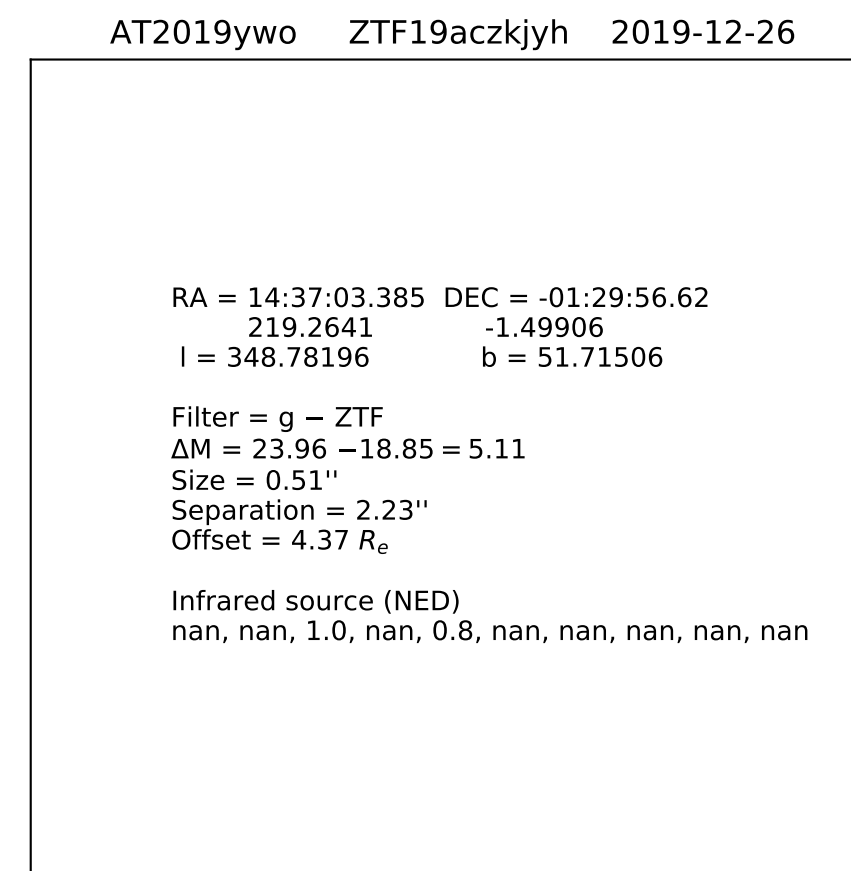 AT2019ywo ZTF19aczkjyh 2019-12-26
RA = 14:37:03.385 DEC = -01:29:56.62
219.2641 -1.49906
l = 348.78196 b = 51.71506
Filter = g − ZTF
ΔM = 23.96 −18.85 = 5.11
Size = 0.51''
Separation = 2.23''
Offset = 4.37 Rₑ
Infrared source (NED)
nan, nan, 1.0, nan, 0.8, nan, nan, nan, nan, nan